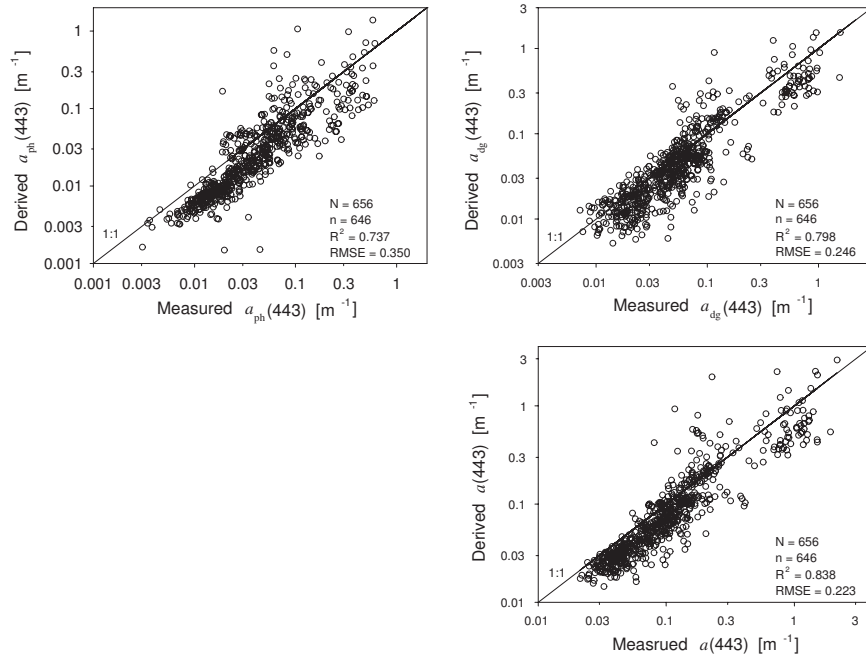 Derived a_ph(443) [m⁻¹]
1
0.3
0.1
0.03
0.01
0.003
0.001
1:1
N = 656
n = 646
R² = 0.737
RMSE = 0.350
0.001 0.003 0.01 0.03 0.1 0.3 1
Measured a_ph(443) [m⁻¹]
Derived a_dg(443) [m⁻¹]
3
1
0.3
0.1
0.03
0.01
0.003
1:1
N = 656
n = 646
R² = 0.798
RMSE = 0.246
0.003 0.01 0.03 0.1 0.3 1
Measured a_dg(443) [m⁻¹]
Derived a(443) [m⁻¹]
3
1
0.3
0.1
0.03
0.01
1:1
N = 656
n = 646
R² = 0.838
RMSE = 0.223
0.01 0.03 0.1 0.3 1 3
Measrued a(443) [m⁻¹]